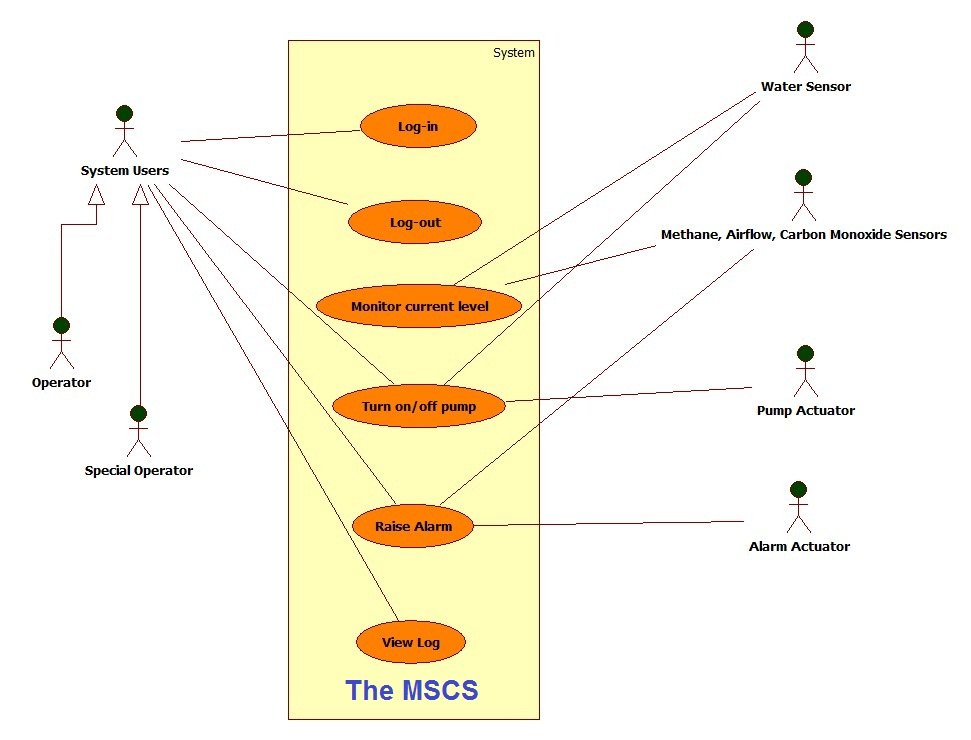 System
Water Sensor
Log-in
System Users
Log-out
Methane, Airflow, Carbon Monoxide Sensors
Monitor current level
Operator
Turn on/off pump
Pump Actuator
Special Operator
Raise Alarm
Alarm Actuator
View Log
The MSCS